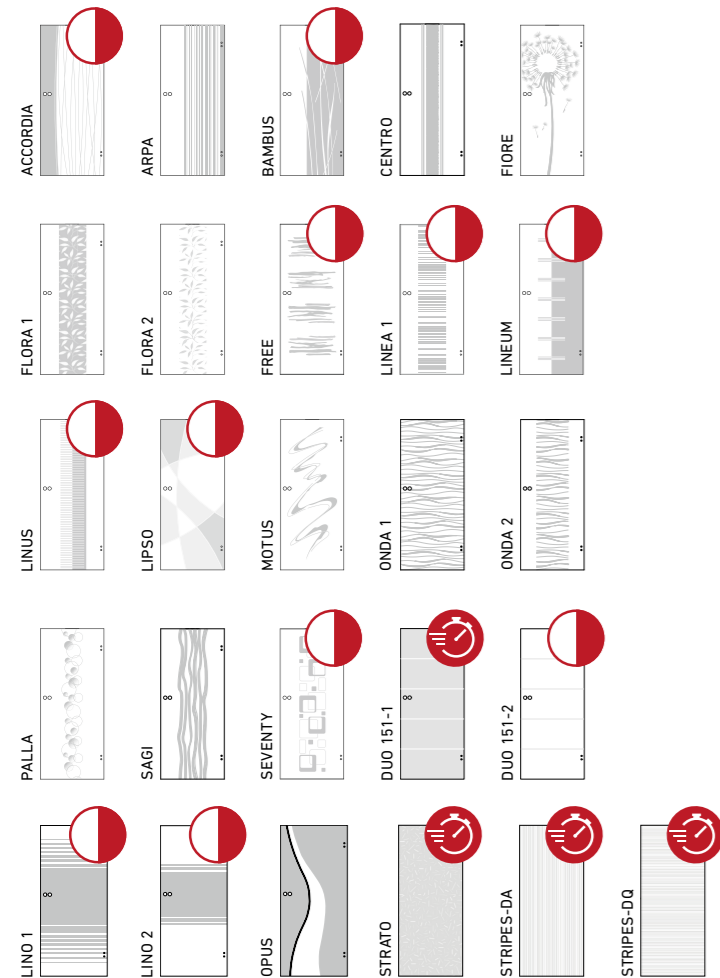 ACCORDIA
ARPA
BAMBUS
CENTRO
FIORE
FLORA 1
FLORA 2
FREE
LINEA 1
LINEUM
LINUS
LIPSO
MOTUS
ONDA 1
ONDA 2
PALLA
SAGI
SEVENTY
DUO 151-1
DUO 151-2
LINO 1
LINO 2
OPUS
STRATO
STRIPES-DA
STRIPES-DQ